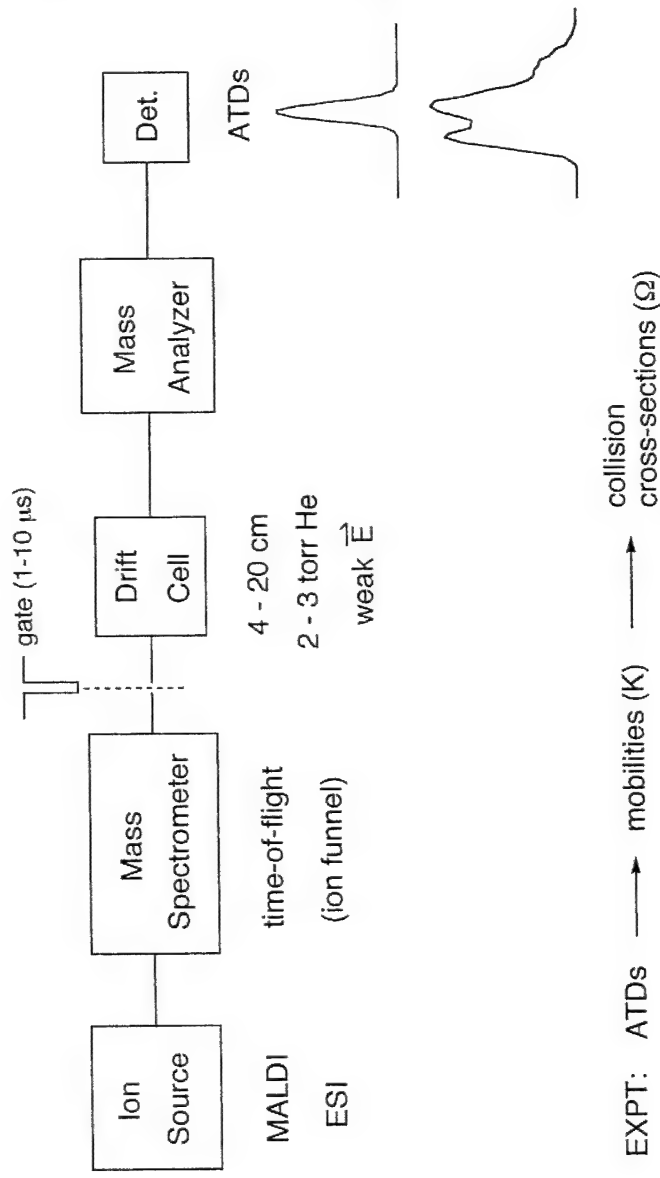 gate (1-10 µs)
Ion
Source
Mass
Spectrometer
Drift
Cell
Mass
Analyzer
Det.
MALDI
ESI
time-of-flight
(ion funnel)
4 - 20 cm
2 - 3 torr He
weak E⃗
ATDs
EXPT: ATDs → mobilities (K) → collision
cross-sections (Ω)